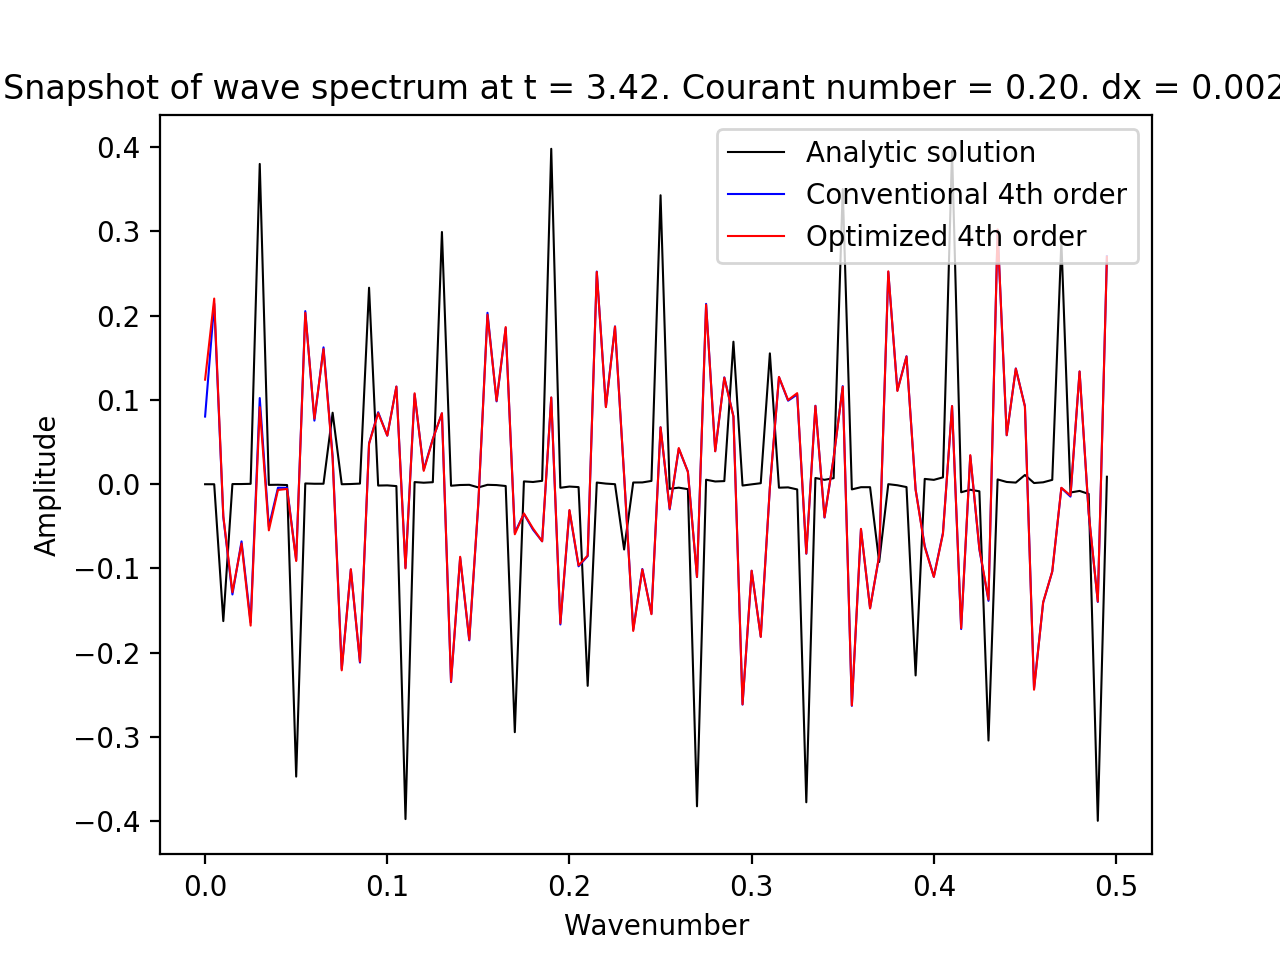 Snapshot of wave spectrum at t = 3.42. Courant number = 0.20. dx = 0.002
Analytic solution
Conventional 4th order
Optimized 4th order
0.4
0.3
0.2
0.1
0.0
−0.1
−0.2
−0.3
−0.4
Amplitude
0.0 0.1 0.2 0.3 0.4 0.5
Wavenumber